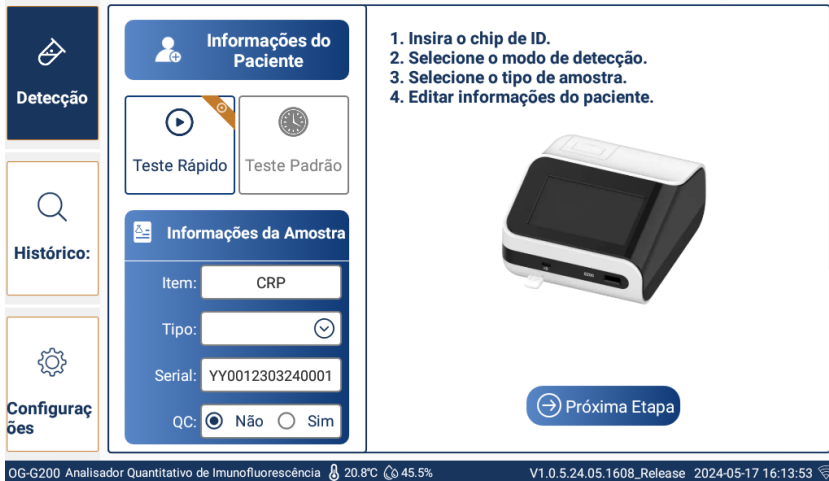 Detecção
Histórico:
Configuraç
ões
Informações do
Paciente
Teste Rápido
Teste Padrão
Informações da Amostra
Item: CRP
Tipo:
Serial: YY0012303240001
QC: Não Sim
1. Insira o chip de ID.
2. Selecione o modo de detecção.
3. Selecione o tipo de amostra.
4. Editar informações do paciente.
Próxima Etapa
OG-G200 Analisador Quantitativo de Imunofluorescência 20.8℃ 45.5% V1.0.5.24.05.1608_Release 2024-05-17 16:13:53